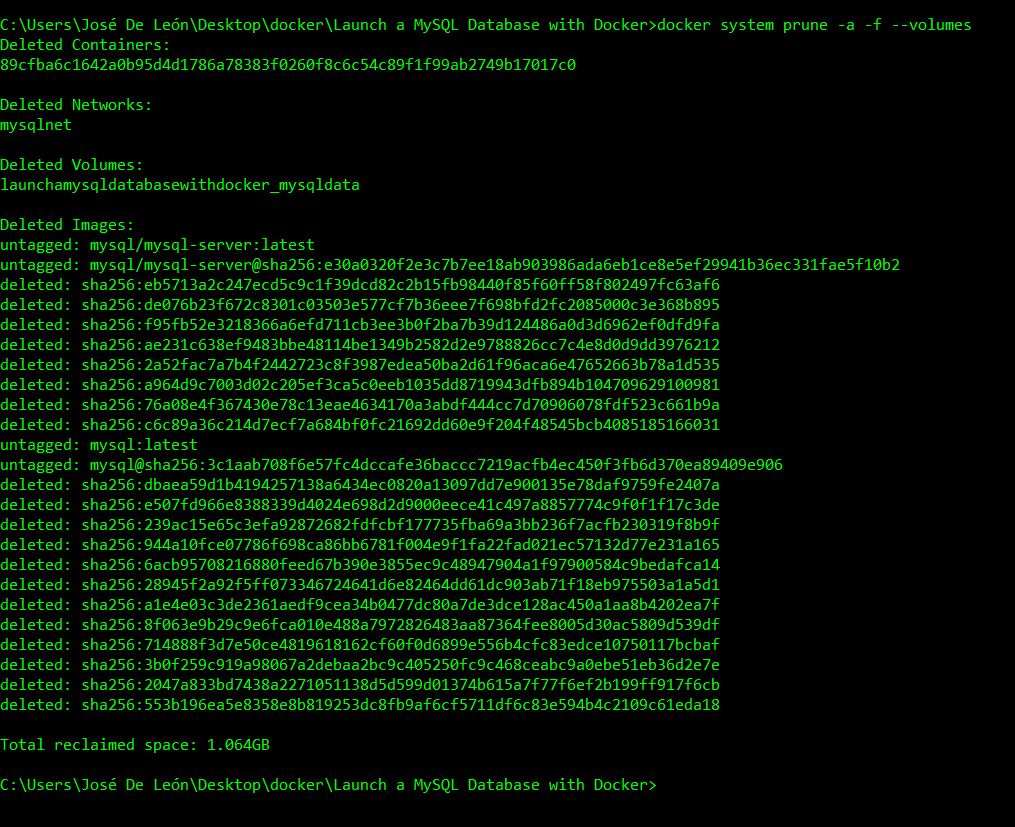 C:\Users\José De León\Desktop\docker\Launch a MySQL Database with Docker>docker system prune -a -f --volumes
Deleted Containers:
89cfba6c1642a0b95d4d1786a78383f0260f8c6c54c89f1f99ab2749b17017c0
Deleted Networks:
mysqlnet
Deleted Volumes:
launchamysqldatabasewithdocker_mysqldata
Deleted Images:
untagged: mysql/mysql-server:latest
untagged: mysql/mysql-server@sha256:e30a0320f2e3c7b7ee18ab903986ada6eb1ce8e5ef29941b36ec331fae5f10b2
deleted: sha256:eb5713a2c247ecd5c9c1f39dcd82c2b15fb98440f85f60ff58f802497fc63af6
deleted: sha256:de076b23f672c8301c03503e577cf7b36eee7f698bfd2fc2085000c3e368b895
deleted: sha256:f95fb52e3218366a6efd711cb3ee3b0f2ba7b39d124486a0d3d6962ef0dfd9fa
deleted: sha256:ae231c638ef9483bbe48114be1349b2582d2e9788826cc7c4e8d0d9dd3976212
deleted: sha256:2a52fac7a7b4f2442723c8f3987edea50ba2d61f96aca6e47652663b78a1d535
deleted: sha256:a964d9c7003d02c205ef3ca5c0eeb1035dd8719943dfb894b104709629100981
deleted: sha256:76a08e4f367430e78c13eae4634170a3abdf444cc7d70906078fdf523c661b9a
deleted: sha256:c6c89a36c214d7ecf7a684bf0fc21692dd60e9f204f48545bcb4085185166031
untagged: mysql:latest
untagged: mysql@sha256:3c1aab708f6e57fc4dccafe36baccc7219acfb4ec450f3fb6d370ea89409e906
deleted: sha256:dbaea59d1b4194257138a6434ec0820a13097dd7e900135e78daf9759fe2407a
deleted: sha256:e507fd966e8388339d4024e698d2d9000eece41c497a8857774c9f0f1f17c3de
deleted: sha256:239ac15e65c3efa92872682fdfcbf177735fba69a3bb236f7acfb230319f8b9f
deleted: sha256:944a10fce07786f698ca86bb6781f004e9f1fa22fad021ec57132d77e231a165
deleted: sha256:6acb95708216880feed67b390e3855ec9c48947904a1f97900584c9bedafca14
deleted: sha256:28945f2a92f5ff073346724641d6e82464dd61dc903ab71f18eb975503a1a5d1
deleted: sha256:a1e4e03c3de2361aedf9cea34b0477dc80a7de3dce128ac450a1aa8b4202ea7f
deleted: sha256:8f063e9b29c9e6fca010e488a7972826483aa87364fee8005d30ac5809d539df
deleted: sha256:714888f3d7e50ce4819618162cf60f0d6899e556b4cfc83edce10750117bcbaf
deleted: sha256:3b0f259c919a98067a2debaa2bc9c405250fc9c468ceabc9a0ebe51eb36d2e7e
deleted: sha256:2047a833bd7438a2271051138d5d599d01374b615a7f77f6ef2b199ff917f6cb
deleted: sha256:553b196ea5e8358e8b819253dc8fb9af6cf5711df6c83e594b4c2109c61eda18
Total reclaimed space: 1.064GB
C:\Users\José De León\Desktop\docker\Launch a MySQL Database with Docker>